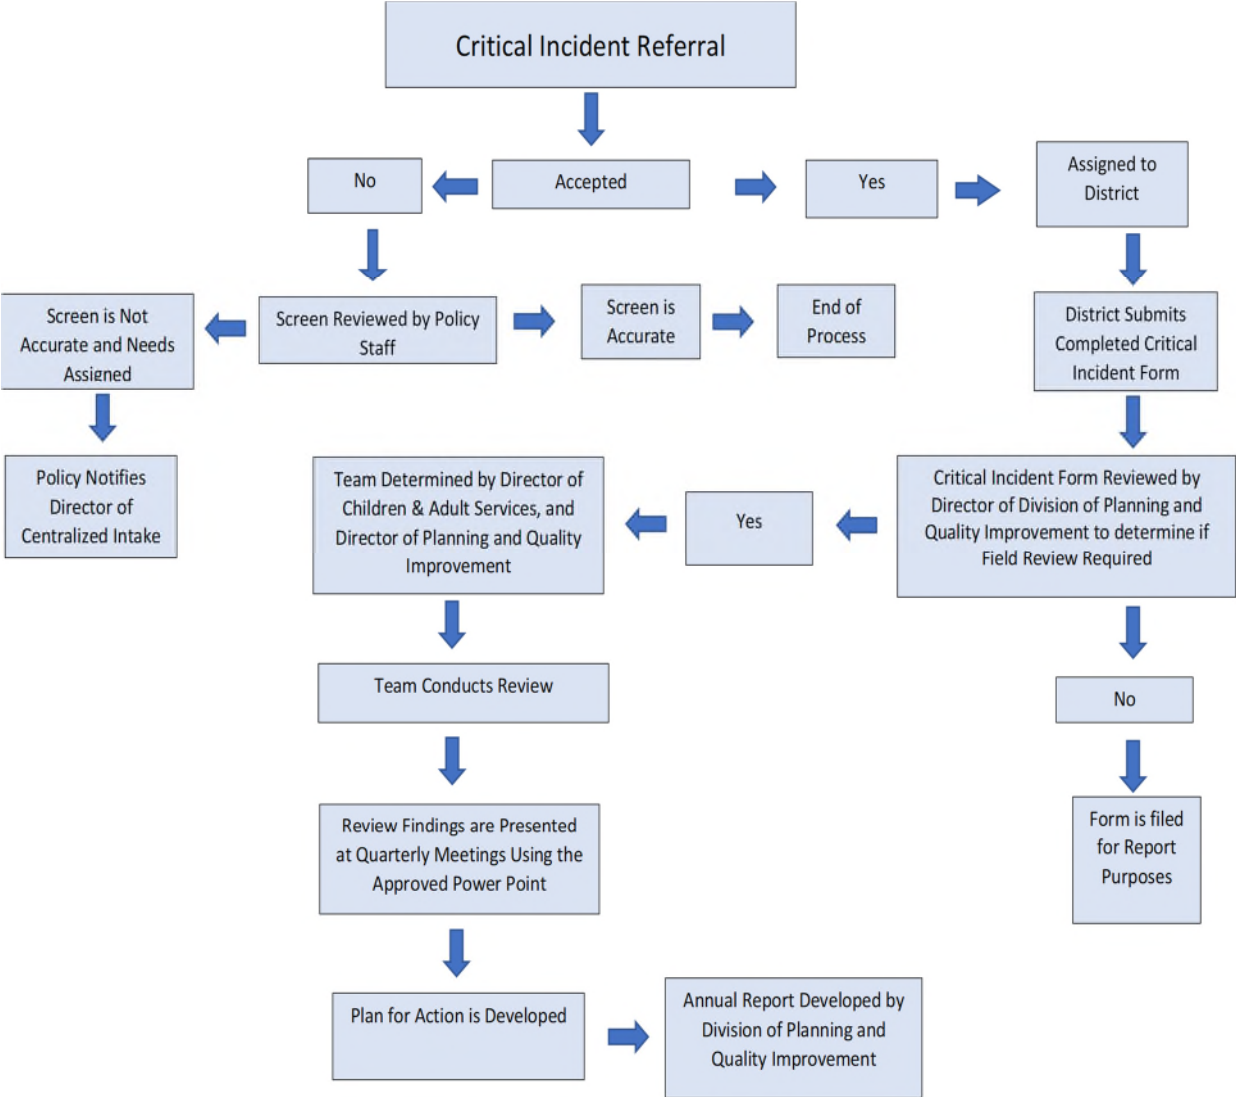 Critical Incident Referral
No
Accepted
Yes
Assigned to
District
Screen is Not
Accurate and Needs
Assigned
Screen Reviewed by Policy
Staff
Screen is
Accurate
End of
Process
District Submits
Completed Critical
Incident Form
Policy Notifies
Director of
Centralized Intake
Team Determined by Director of
Children & Adult Services, and
Director of Planning and Quality
Improvement
Yes
Critical Incident Form Reviewed by
Director of Division of Planning and
Quality Improvement to determine if
Field Review Required
Team Conducts Review
No
Review Findings are Presented
at Quarterly Meetings Using the
Approved Power Point
Form is filed
for Report
Purposes
Plan for Action is Developed
Annual Report Developed by
Division of Planning and
Quality Improvement